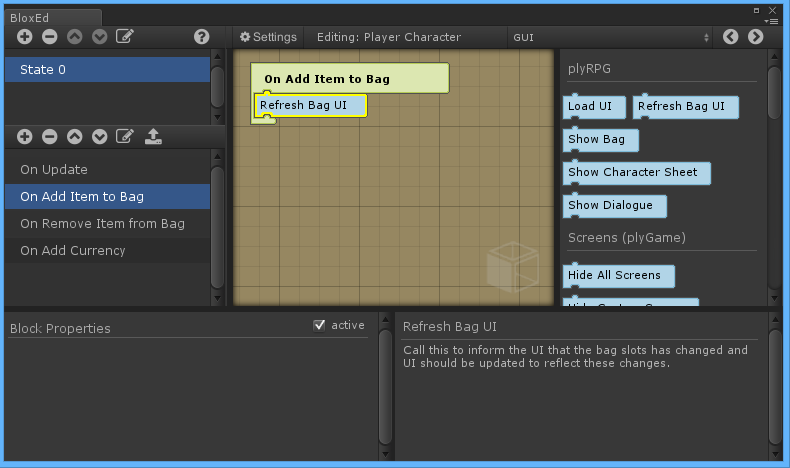 BloxEd
Settings
Editing: Player Character
GUI
State 0
On Update
On Add Item to Bag
On Remove Item from Bag
On Add Currency
On Add Item to Bag
Refresh Bag UI
plyRPG
Load UI
Refresh Bag UI
Show Bag
Show Character Sheet
Show Dialogue
Screens (plyGame)
Hide All Screens
Block Properties
active
Refresh Bag UI
Call this to inform the UI that the bag slots has changed and
UI should be updated to reflect these changes.